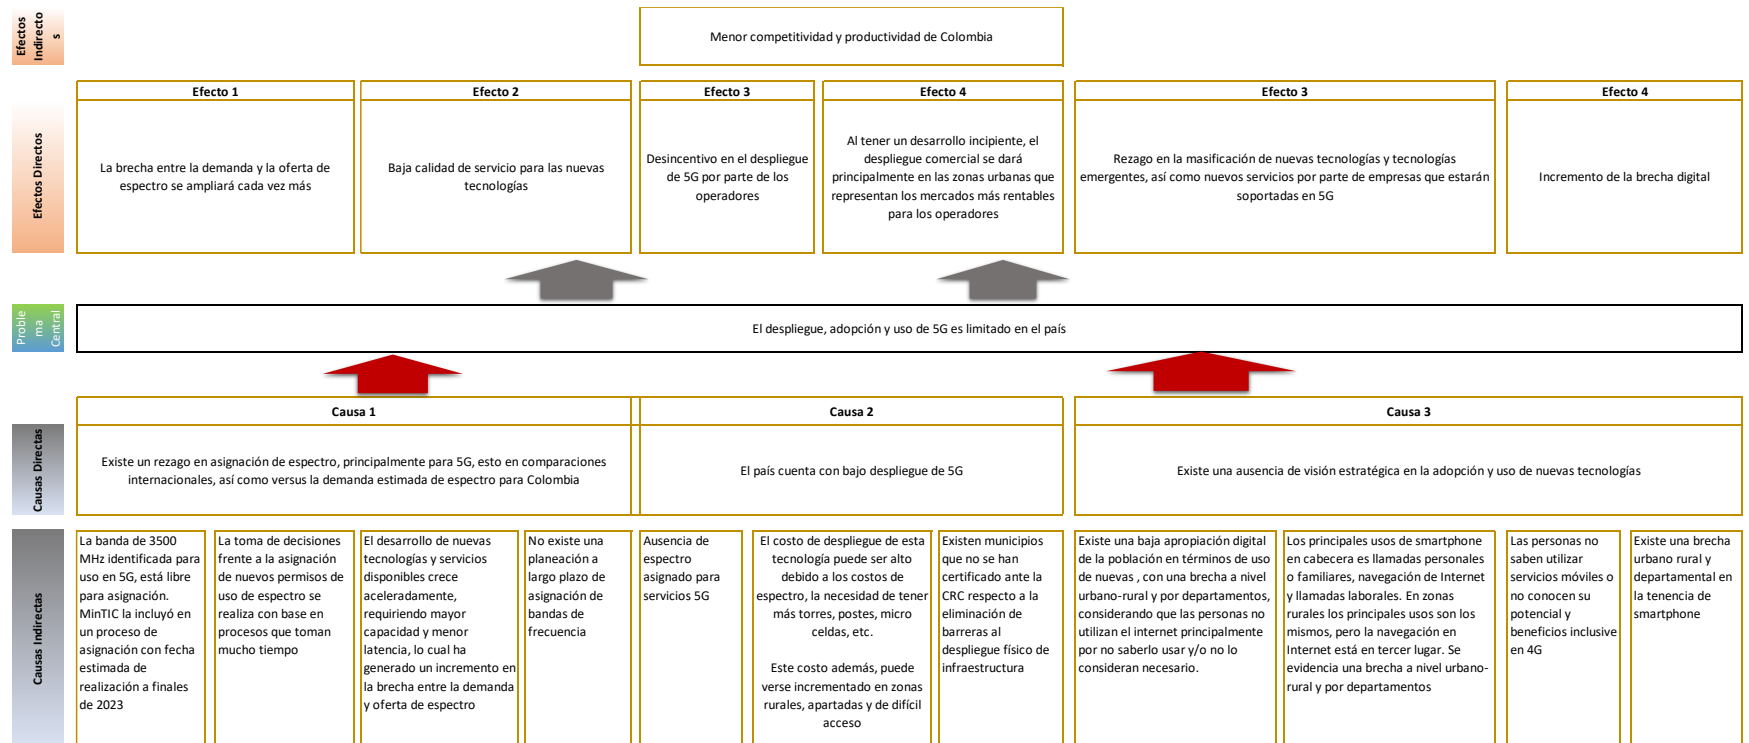 Efectos
Indirecto
s
Menor competitividad y productividad de Colombia
Efectos Directos
Efecto 1
La brecha entre la demanda y la oferta de
espectro se ampliará cada vez más
Efecto 2
Baja calidad de servicio para las nuevas
tecnologías
Efecto 3
Desincentivo en el despliegue
de 5G por parte de los
operadores
Efecto 4
Al tener un desarrollo incipiente, el
despliegue comercial se dará
principalmente en las zonas urbanas que
representan los mercados más rentables
para los operadores
Efecto 3
Rezago en la masificación de nuevas tecnologías y tecnologías
emergentes, así como nuevos servicios por parte de empresas que estarán
soportadas en 5G
Efecto 4
Incremento de la brecha digital
Proble
ma
Central
El despliegue, adopción y uso de 5G es limitado en el país
Causas Directas
Causa 1
Existe un rezago en asignación de espectro, principalmente para 5G, esto en comparaciones
internacionales, así como versus la demanda estimada de espectro para Colombia
Causa 2
El país cuenta con bajo despliegue de 5G
Causa 3
Existe una ausencia de visión estratégica en la adopción y uso de nuevas tecnologías
Causas Indirectas
La banda de 3500
MHz identificada para
uso en 5G, está libre
para asignación.
MinTIC la incluyó en
un proceso de
asignación con fecha
estimada de
realización a finales
de 2023
La toma de decisiones
frente a la asignación
de nuevos permisos de
uso de espectro se
realiza con base en
procesos que toman
mucho tiempo
El desarrollo de nuevas
tecnologías y servicios
disponibles crece
aceleradamente,
requiriendo mayor
capacidad y menor
latencia, lo cual ha
generado un incremento en
la brecha entre la demanda
y oferta de espectro
No existe una
planeación a
largo plazo de
asignación de
bandas de
frecuencia
Ausencia de
espectro
asignado para
servicios 5G
El costo de despliegue de esta
tecnología puede ser alto
debido a los costos de
espectro, la necesidad de tener
más torres, postes, micro
celdas, etc.
Este costo además, puede
verse incrementado en zonas
rurales, apartadas y de difícil
acceso
Existen municipios
que no se han
certificado ante la
CRC respecto a la
eliminación de
barreras al
despliegue físico de
infraestructura
Existe una baja apropiación digital
de la población en términos de uso
de nuevas , con una brecha a nivel
urbano-rural y por departamentos,
considerando que las personas no
utilizan el internet principalmente
por no saberlo usar y/o no lo
consideran necesario.
Los principales usos de smartphone
en cabecera es llamadas personales
o familiares, navegación de Internet
y llamadas laborales. En zonas
rurales los principales usos son los
mismos, pero la navegación en
Internet está en tercer lugar. Se
evidencia una brecha a nivel urbano-
rural y por departamentos
Las personas no
saben utilizar
servicios móviles o
no conocen su
potencial y
beneficios inclusive
en 4G
Existe una brecha
urbano rural y
departamental en
la tenencia de
smartphone